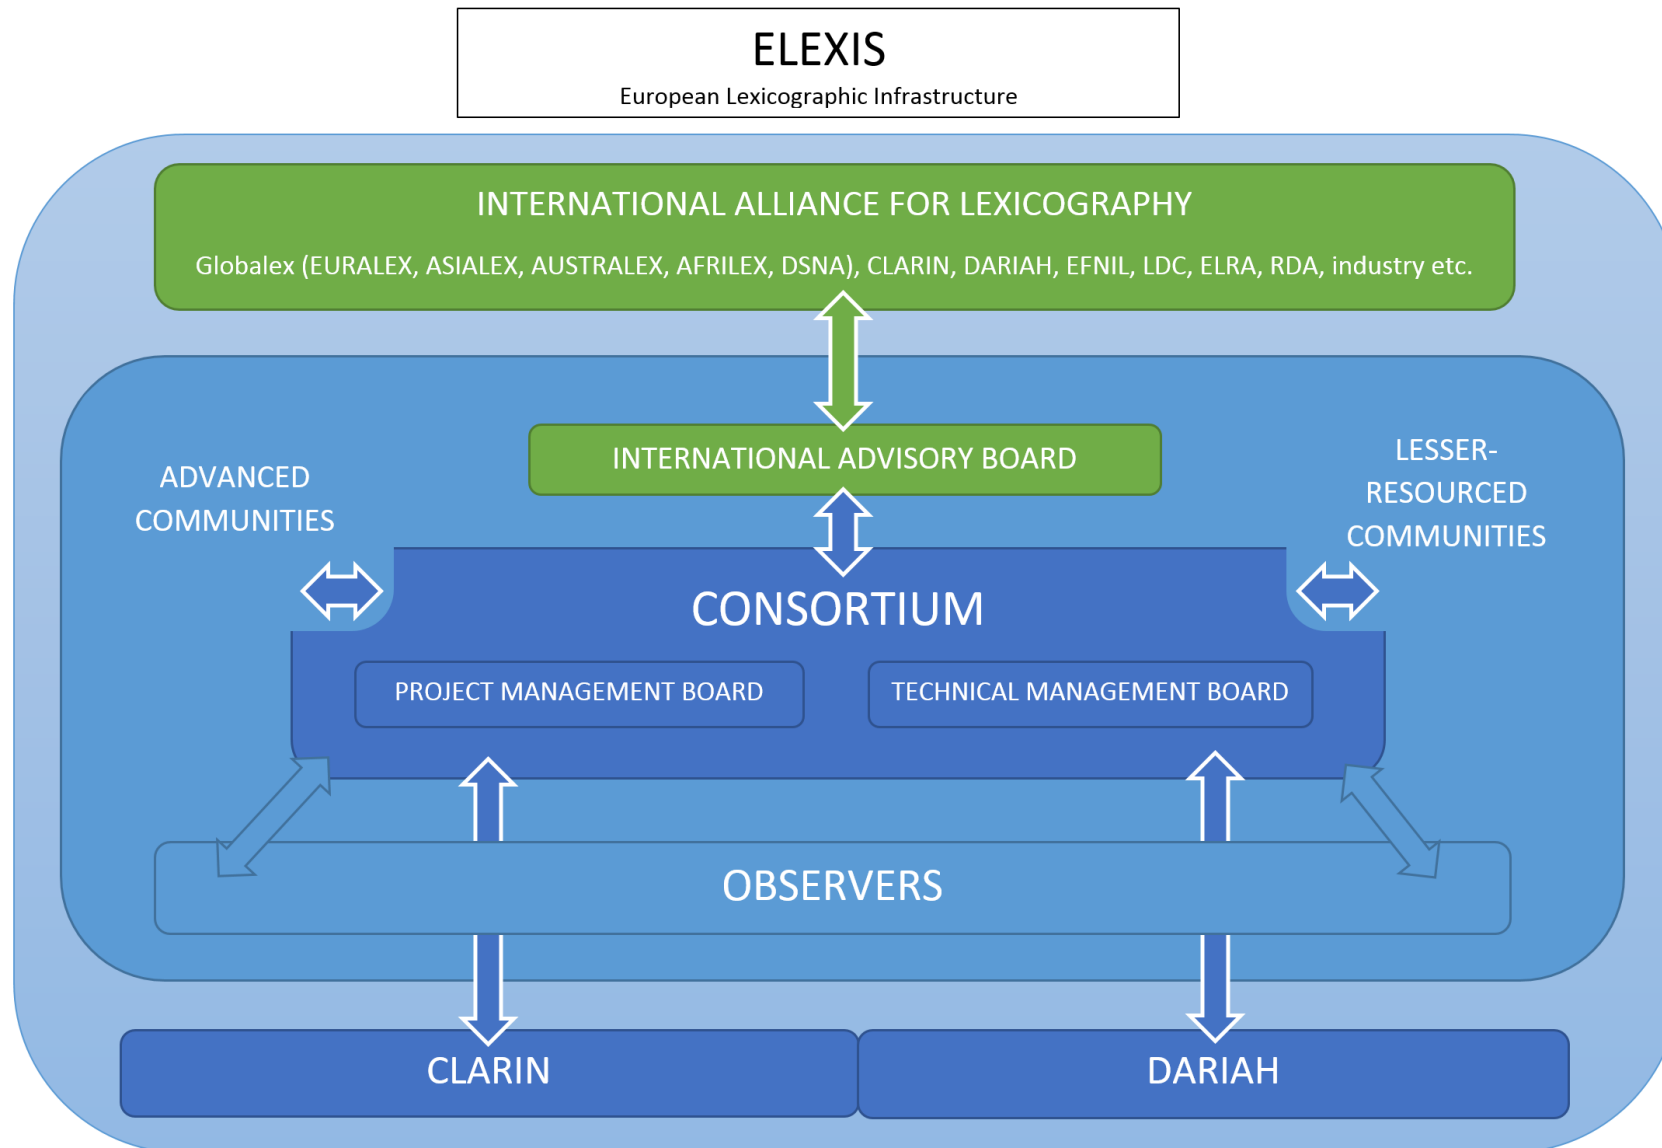 ELEXIS
European Lexicographic Infrastructure
INTERNATIONAL ALLIANCE FOR LEXICOGRAPHY
Globalex (EURALEX, ASIALEX, AUSTRALEX, AFRILEX, DSNA), CLARIN, DARIAH, EFNIL, LDC, ELRA, RDA, industry etc.
INTERNATIONAL ADVISORY BOARD
ADVANCED
COMMUNITIES
LESSER-
RESOURCED
COMMUNITIES
CONSORTIUM
PROJECT MANAGEMENT BOARD
TECHNICAL MANAGEMENT BOARD
OBSERVERS
CLARIN
DARIAH